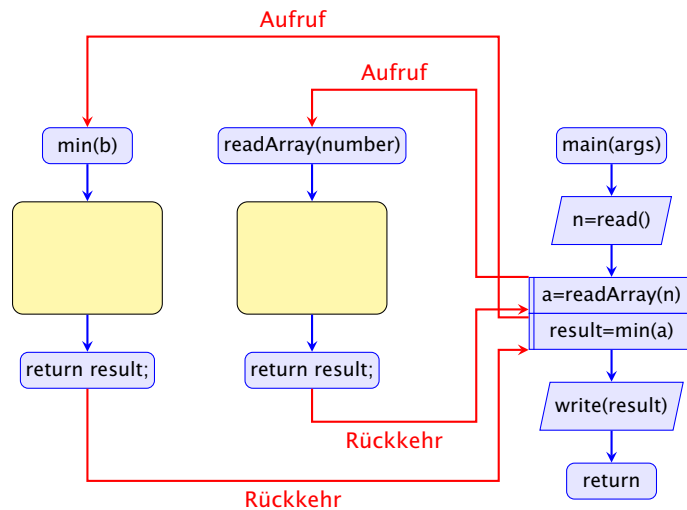 Aufruf
Aufruf
min(b)
readArray(number)
main(args)
n=read()
a=readArray(n)
result=min(a)
return result;
return result;
write(result)
Rückkehr
return
Rückkehr